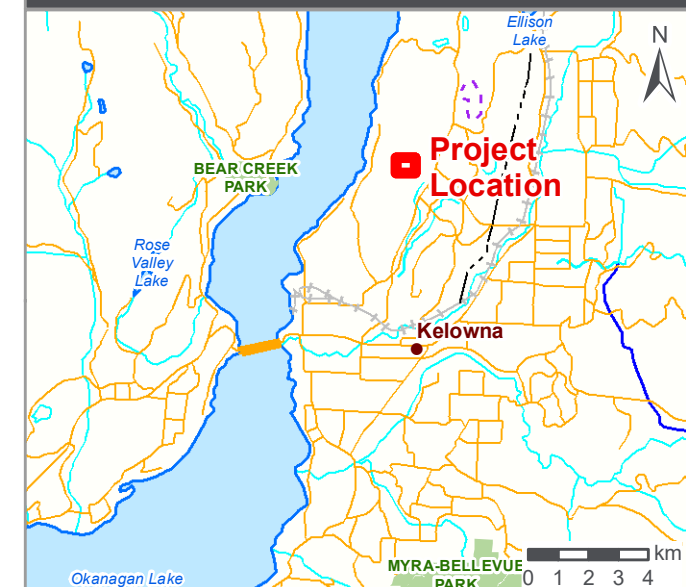 Ellison
Lake
N
Project
Location
BEAR CREEK
PARK
Rose
Valley
Lake
Kelowna
MYRA-BELLEVUE
PARK
km
0 1 2 3 4
Okanagan Lake